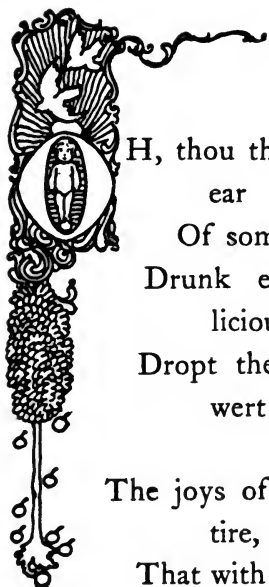 OH, thou th
ear
Of som
Drunk e
liciou
Dropt the
wert
The joys of
tire,
That with